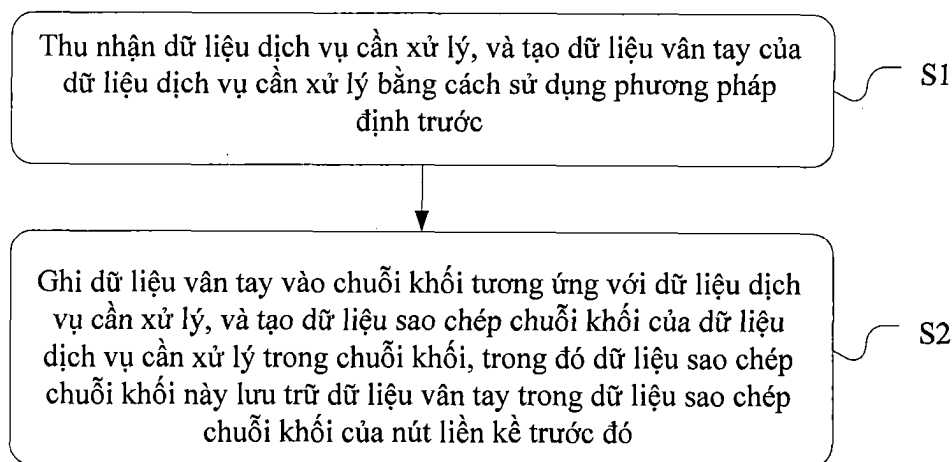 Thu nhận dữ liệu dịch vụ cần xử lý, và tạo dữ liệu vân tay của
dữ liệu dịch vụ cần xử lý bằng cách sử dụng phương pháp
định trước
S1
Ghi dữ liệu vân tay vào chuỗi khối tương ứng với dữ liệu dịch
vụ cần xử lý, và tạo dữ liệu sao chép chuỗi khối của dữ liệu
dịch vụ cần xử lý trong chuỗi khối, trong đó dữ liệu sao chép
chuỗi khối này lưu trữ dữ liệu vân tay trong dữ liệu sao chép
chuỗi khối của nút liền kề trước đó
S2